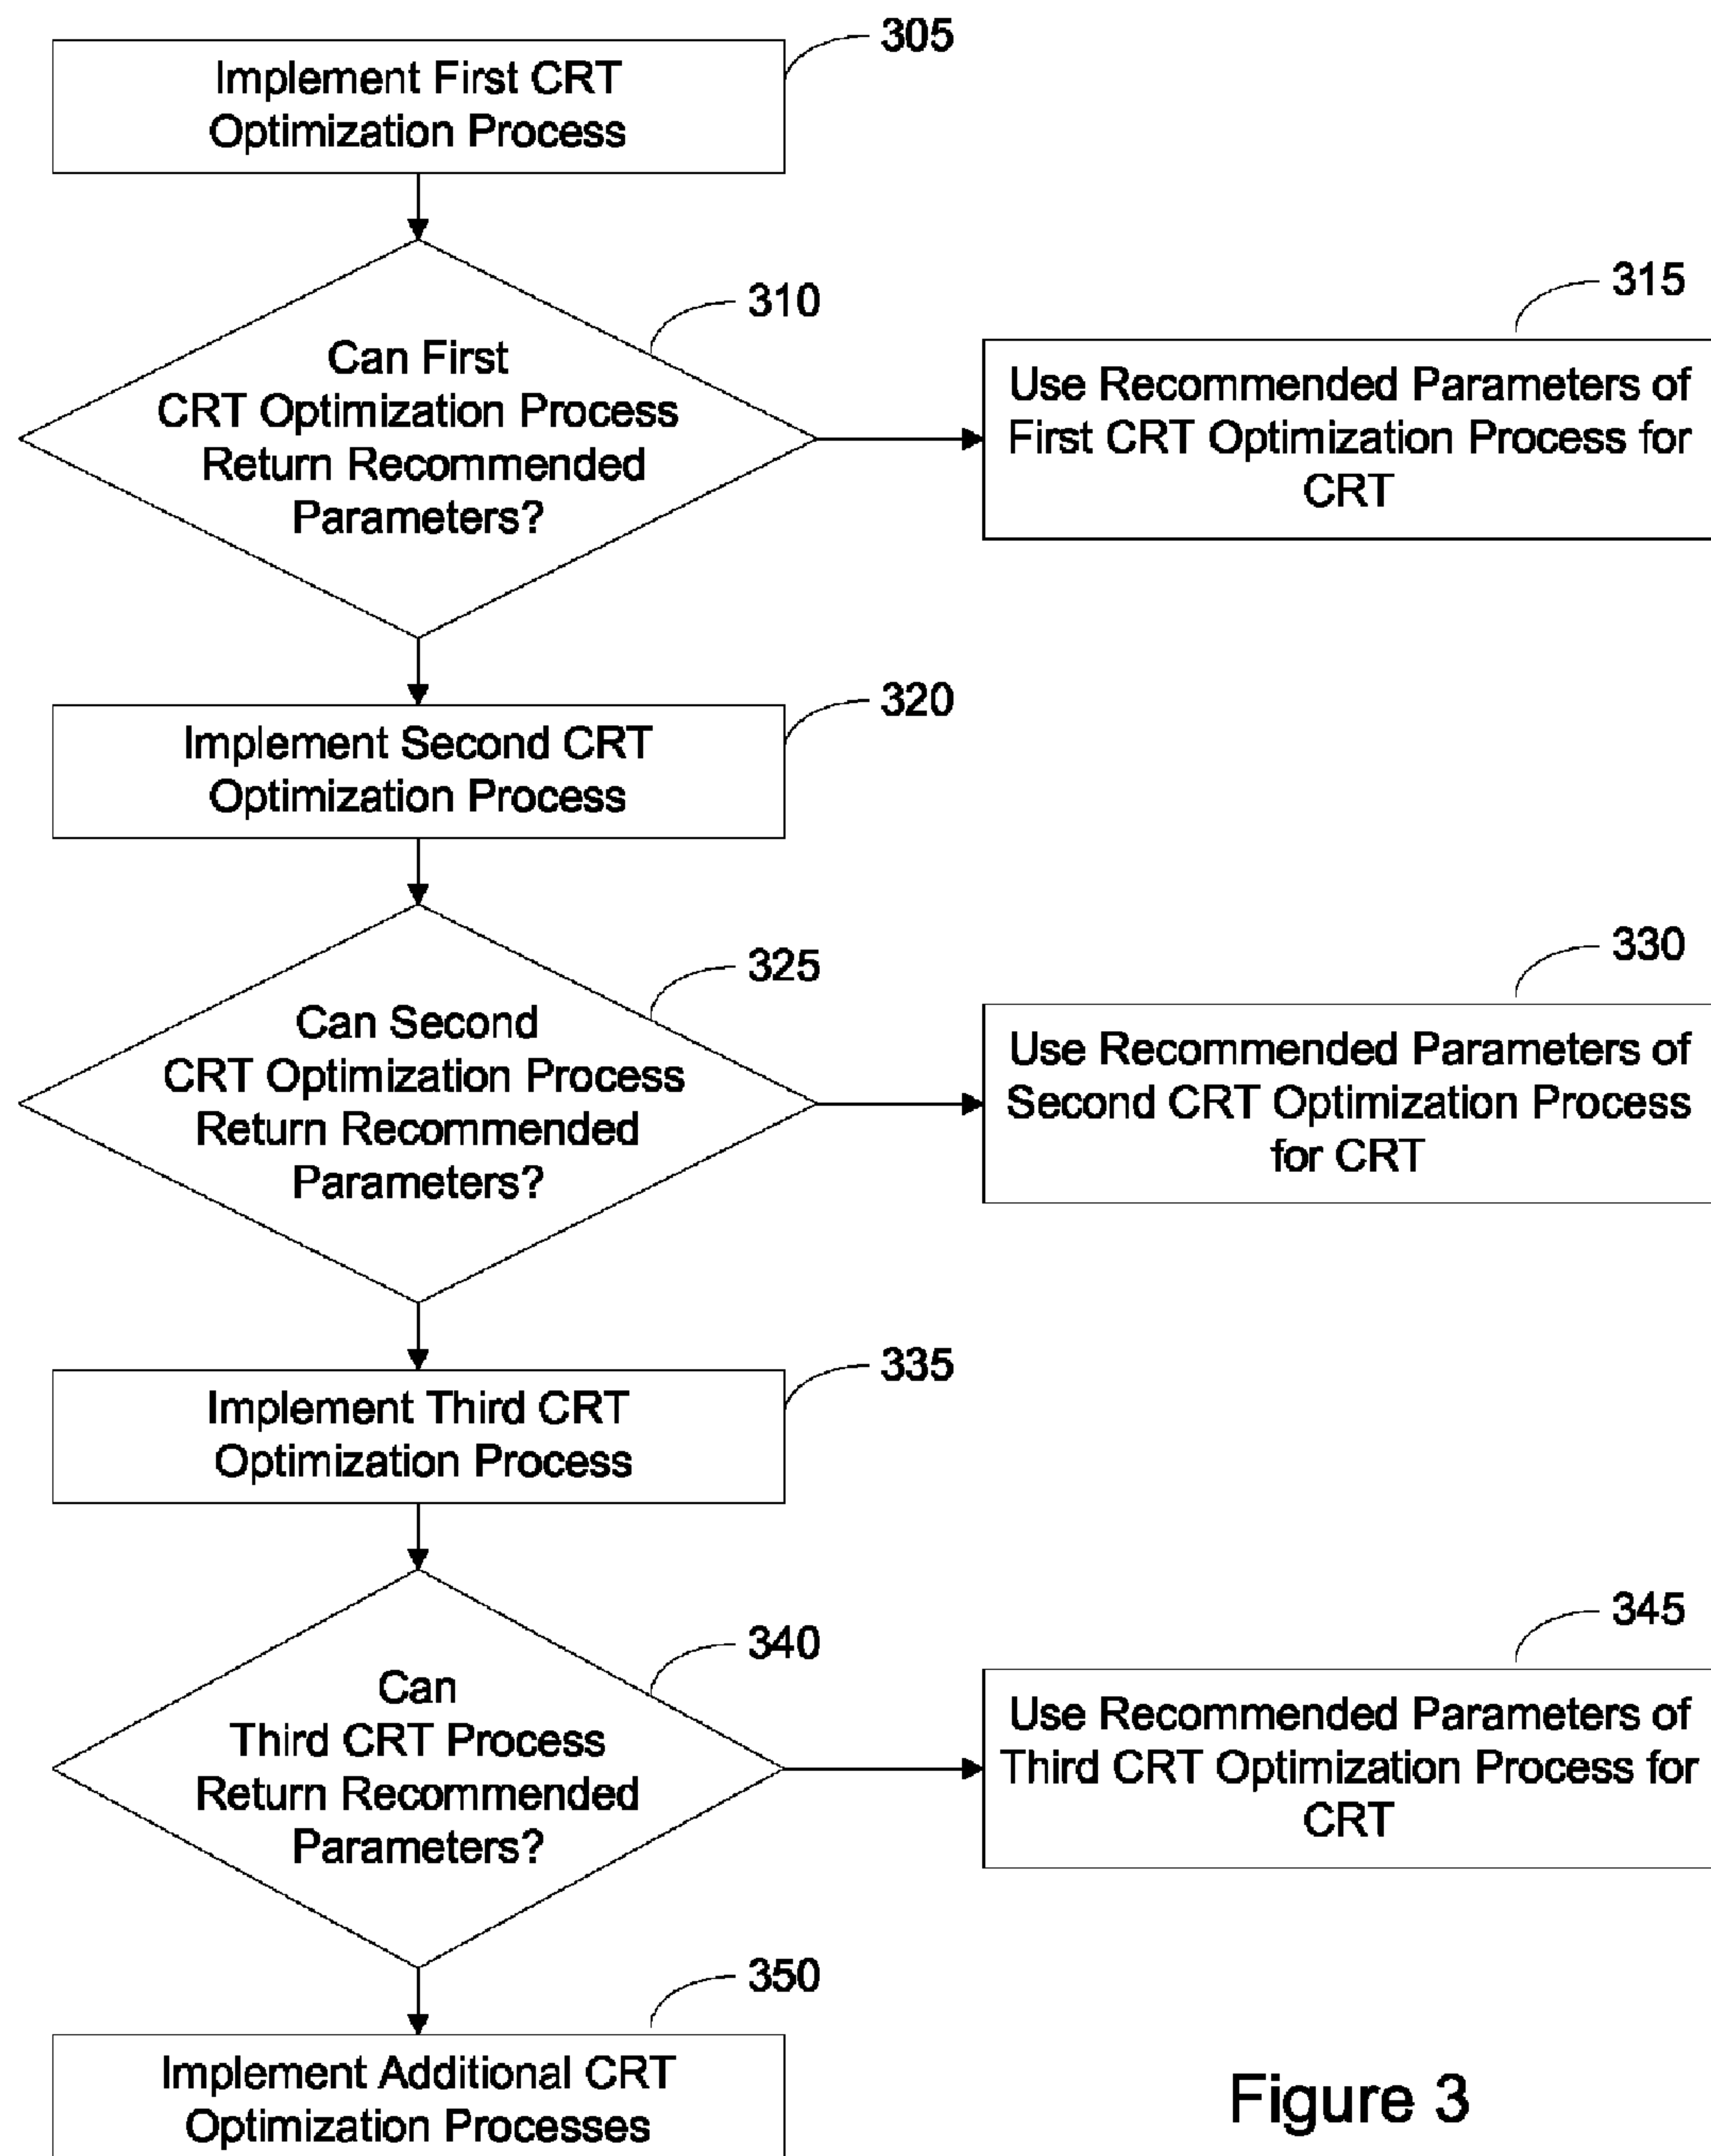 305
Implement First CRT
Optimization Process
310
Can First
CRT Optimization Process
Return Recommended
Parameters?
315
Use Recommended Parameters of
First CRT Optimization Process for
CRT
320
Implement Second CRT
Optimization Process
325
Can Second
CRT Optimization Process
Return Recommended
Parameters?
330
Use Recommended Parameters of
Second CRT Optimization Process
for CRT
335
Implement Third CRT
Optimization Process
340
Can
Third CRT Process
Return Recommended
Parameters?
345
Use Recommended Parameters of
Third CRT Optimization Process for
CRT
350
Implement Additional CRT
Optimization Processes
Figure 3